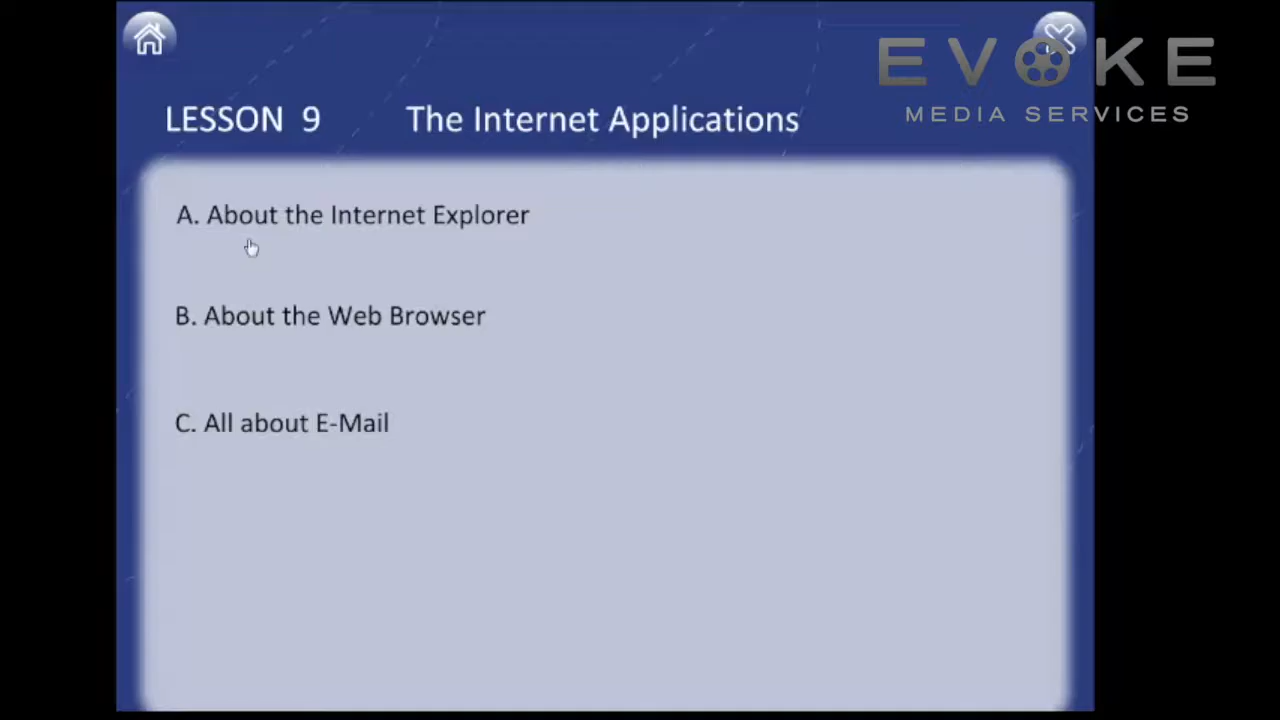 EVOKE
MEDIA SERVICES
LESSON 9 The Internet Applications
A. About the Internet Explorer
B. About the Web Browser
C. All about E-Mail